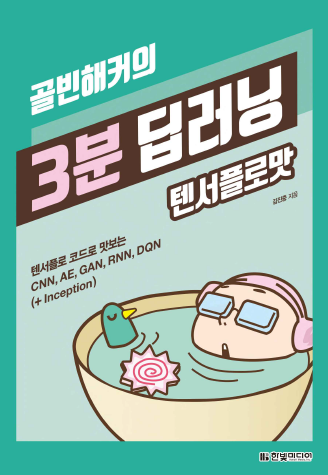 골빈해커의
3분 딥러닝
텐서플로맛
김진중 지음
텐서플로 코드로 맛보는
CNN, AE, GAN, RNN, DQN
(+ Inception)
한빛미디어